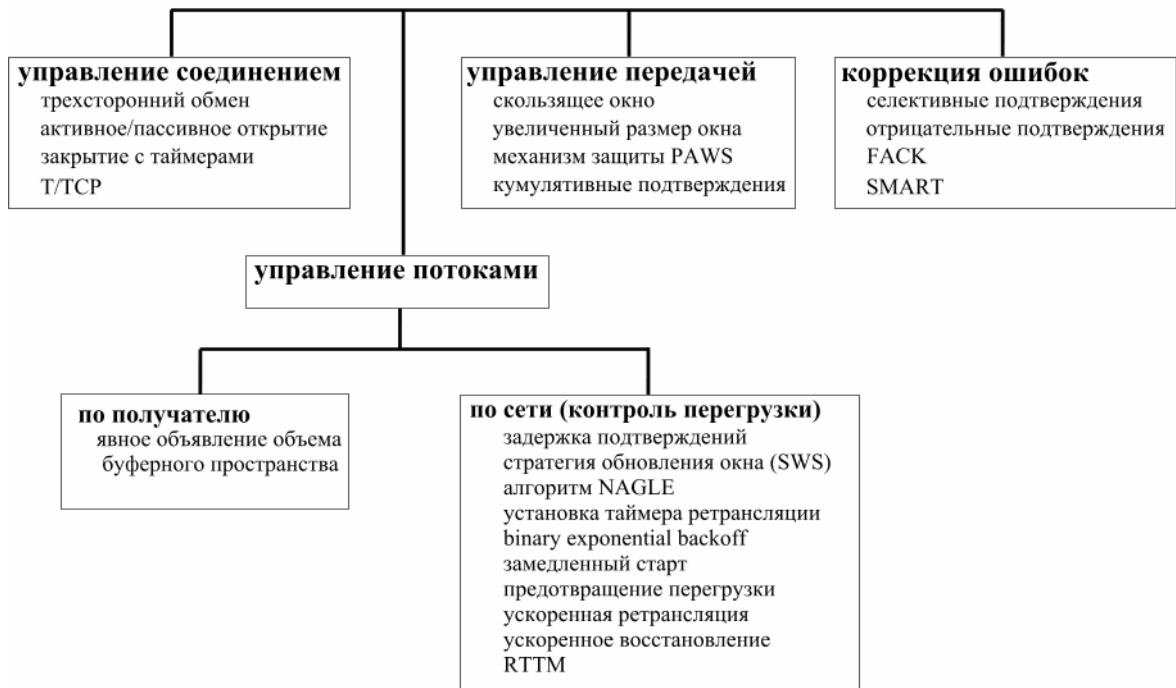 управление соединением
трехсторонний обмен
активное/пассивное открытие
закрытие с таймерами
T/TCP
управление передачей
скользящее окно
увеличенный размер окна
механизм защиты PAWS
кумулятивные подтверждения
коррекция ошибок
селективные подтверждения
отрицательные подтверждения
FACK
SMART
управление потоками
по получателю
явное объявление объема
буферного пространства
по сети (контроль перегрузки)
задержка подтверждений
стратегия обновления окна (SWS)
алгоритм NAGLE
установка таймера ретрансляции
binary exponential backoff
замедленный старт
предотвращение перегрузки
ускоренная ретрансляция
ускоренное восстановление
RTTM